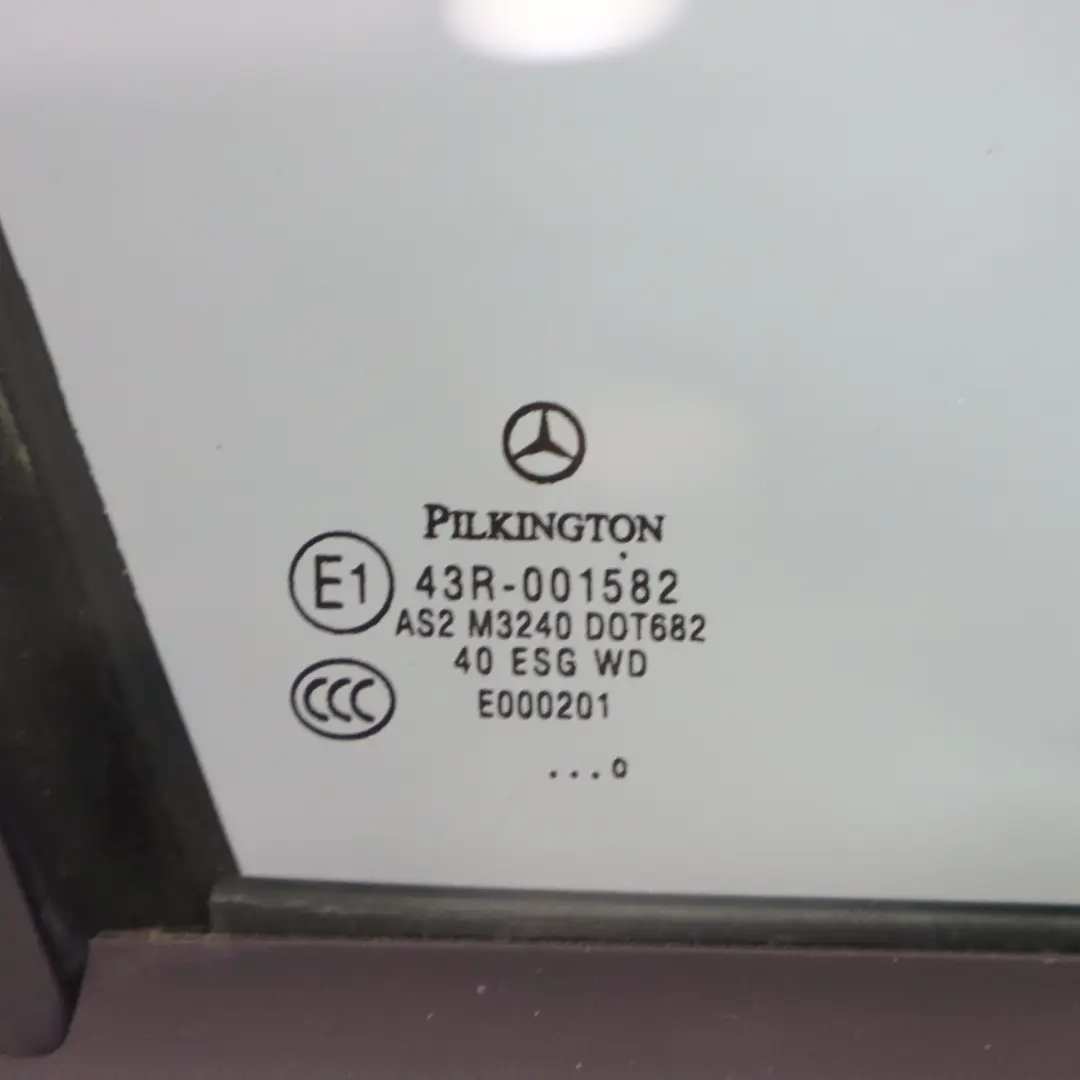 PILKINGTON
E1 43R-001582
AS2 M3240 DOT682
40 ESG WD
CCC E000201
...o